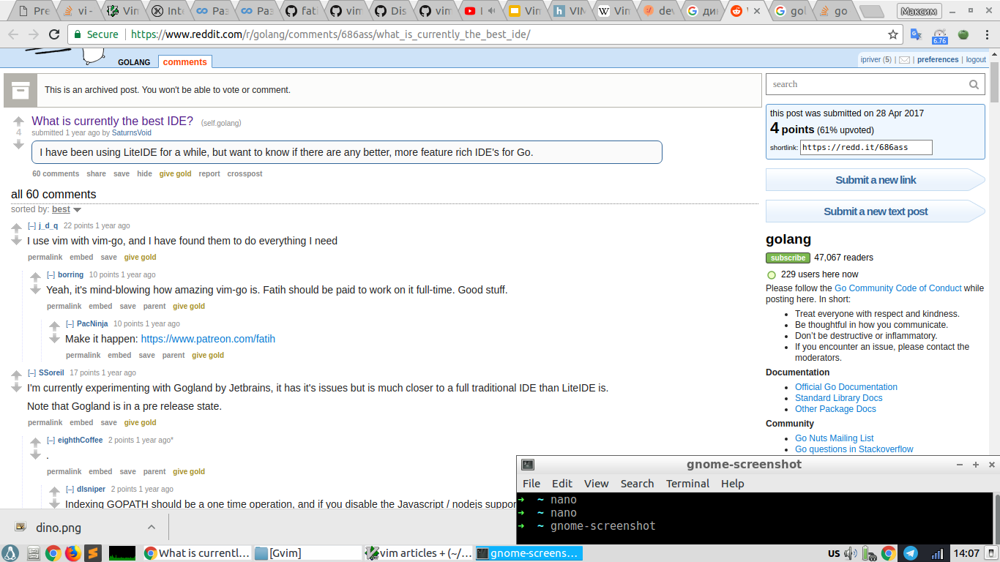 Pre
vi -
Vim
Inte
Раз
Раз
fati
vim
Dis
vim
Vim
VIM
Vim
dev
дин
gol
go
Максим
Secure
https://www.reddit.com/r/golang/comments/686ass/what_is_currently_the_best_ide/
6.76
GOLANG
comments
ipriver (5) | | preferences | logout
This is an archived post. You won't be able to vote or comment.
What is currently the best IDE? (self.golang)
4
submitted 1 year ago by SaturnsVoid
I have been using LiteIDE for a while, but want to know if there are any better, more feature rich IDE's for Go.
60 comments share save hide give gold report crosspost
all 60 comments
sorted by: best
[–] j_d_q 22 points 1 year ago
I use vim with vim-go, and I have found them to do everything I need
permalink embed save give gold
[–] borring 10 points 1 year ago
Yeah, it's mind-blowing how amazing vim-go is. Fatih should be paid to work on it full-time. Good stuff.
permalink embed save parent give gold
[–] PacNinja 10 points 1 year ago
Make it happen: https://www.patreon.com/fatih
permalink embed save parent give gold
[–] SSoreil 17 points 1 year ago
I'm currently experimenting with Gogland by Jetbrains, it has it's issues but is much closer to a full traditional IDE than LiteIDE is.
Note that Gogland is in a pre release state.
permalink embed save give gold
[–] eighthCoffee 2 points 1 year ago*
.
permalink embed save parent give gold
[–] dlsniper 2 points 1 year ago
Indexing GOPATH should be a one time operation, and if you disable the Javascript / nodejs suppor
search
this post was submitted on 28 Apr 2017
4 points (61% upvoted)
shortlink: https://redd.it/686ass
Submit a new link
Submit a new text post
golang
subscribe 47,067 readers
229 users here now
Please follow the Go Community Code of Conduct while
posting here. In short:
Treat everyone with respect and kindness.
Be thoughtful in how you communicate.
Don't be destructive or inflammatory.
If you encounter an issue, please contact the
moderators.
Documentation
Official Go Documentation
Standard Library Docs
Other Package Docs
Community
Go Nuts Mailing List
Go questions in Stackoverflow
gnome-screenshot
File Edit View Search Terminal Help
➜ ~ nano
➜ ~ nano
➜ ~ gnome-screenshot
dino.png
What is currentl...
[Gvim]
vim articles + (~/...
gnome-screens...
US
14:07